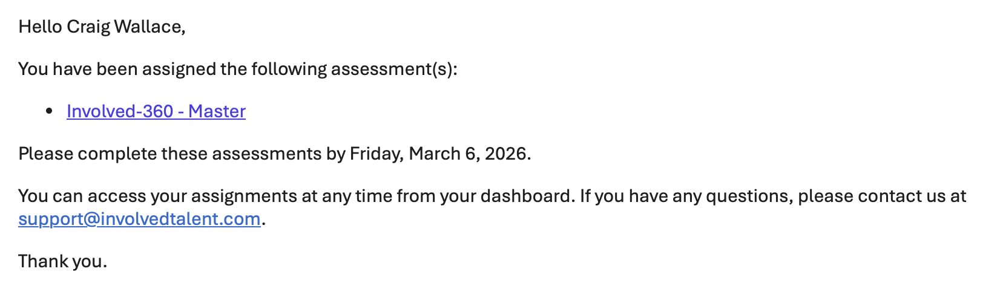 Hello Craig Wallace,
You have been assigned the following assessment(s):
• Involved-360 - Master
Please complete these assessments by Friday, March 6, 2026.
You can access your assignments at any time from your dashboard. If you have any questions, please contact us at
support@involvedtalent.com.
Thank you.